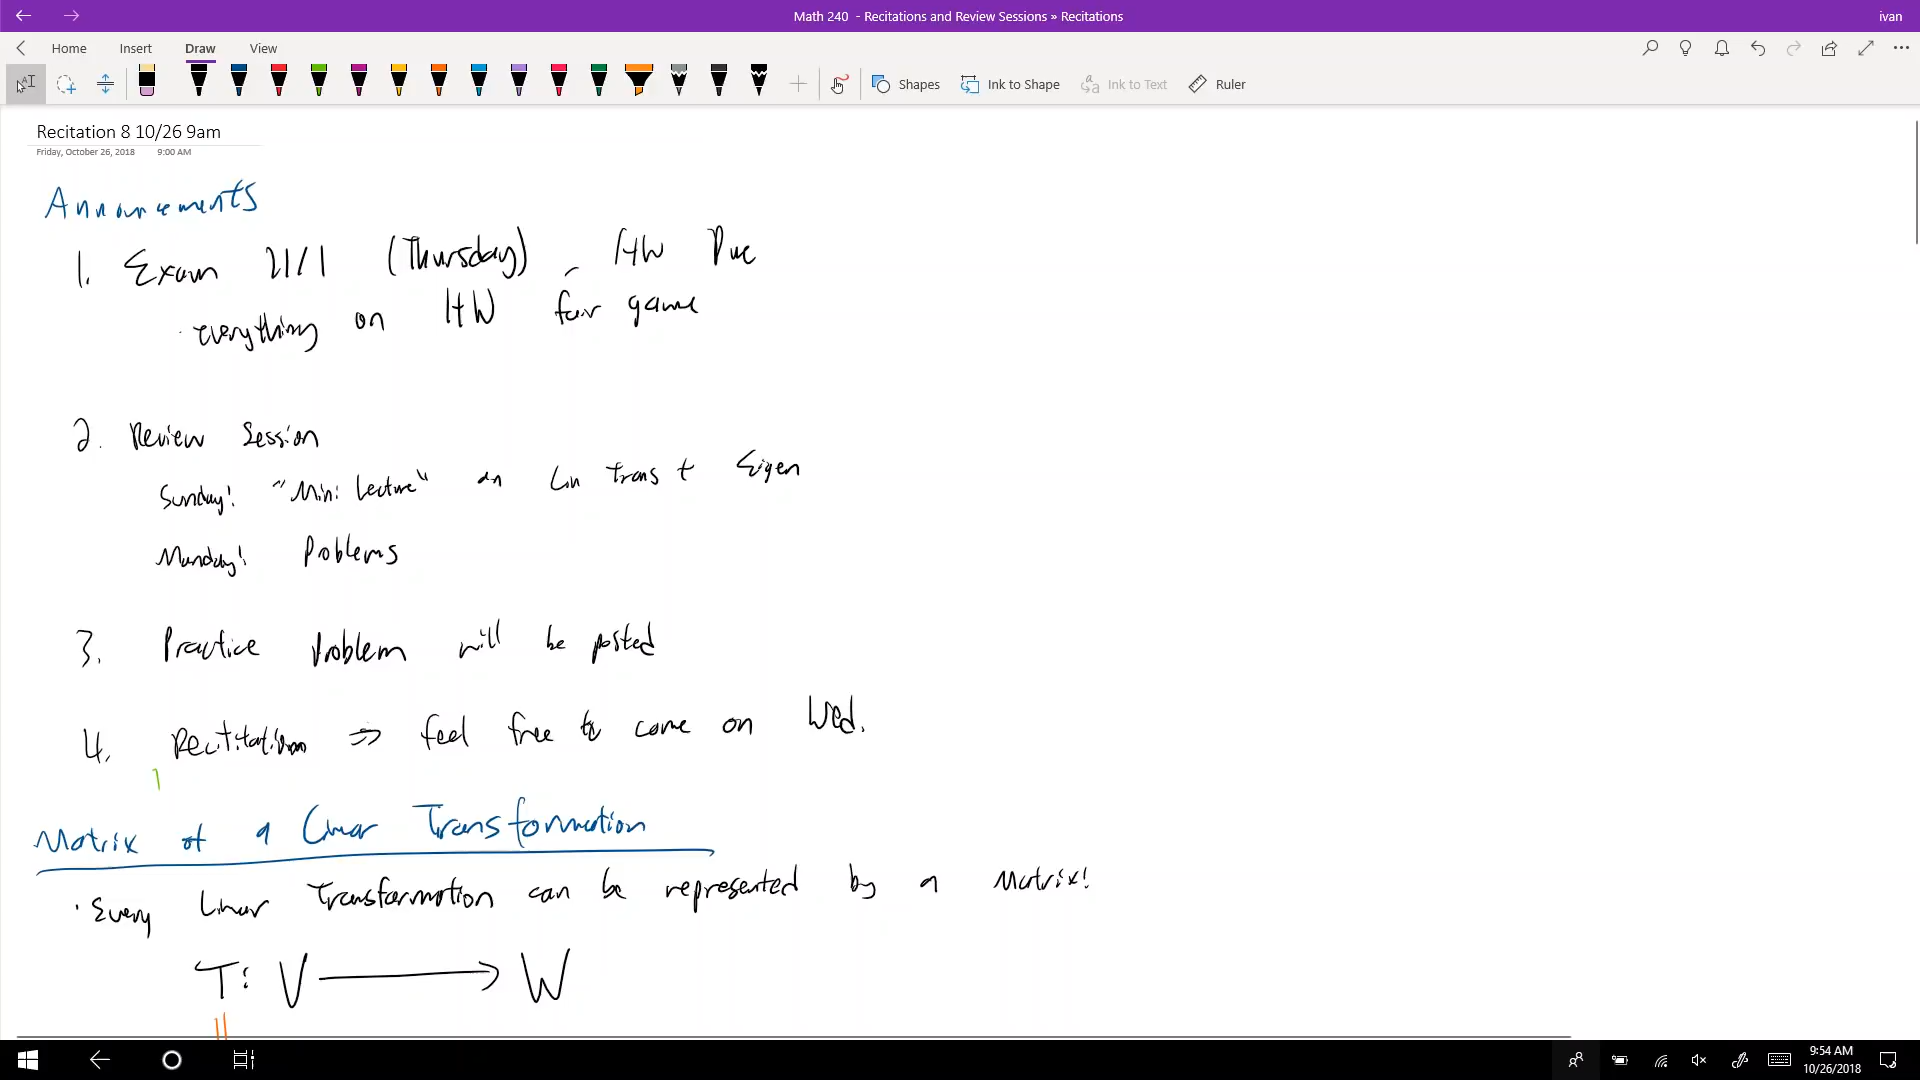 Math 240 - Recitations and Review Sessions » Recitations
ivan
Home Insert Draw View
Shapes Ink to Shape Ink to Text Ruler
Recitation 8 10/26 9am
Friday, October 26, 2018 9:00 AM
Announcements
1. Exam 11/1 (Thursday), HW Due
· everything on HW fair game
2. Review Session
Sunday: "Mini Lecture" on Lin Trans + Eigen
Monday: Problems
3. Practice Problem will be posted
4. Rectitation ⇒ feel free to come on Wed.
Matrix of a Linear Transformation
· Every Linear Transformation can be represented by a Matrix!
T: V → W
9:54 AM
10/26/2018